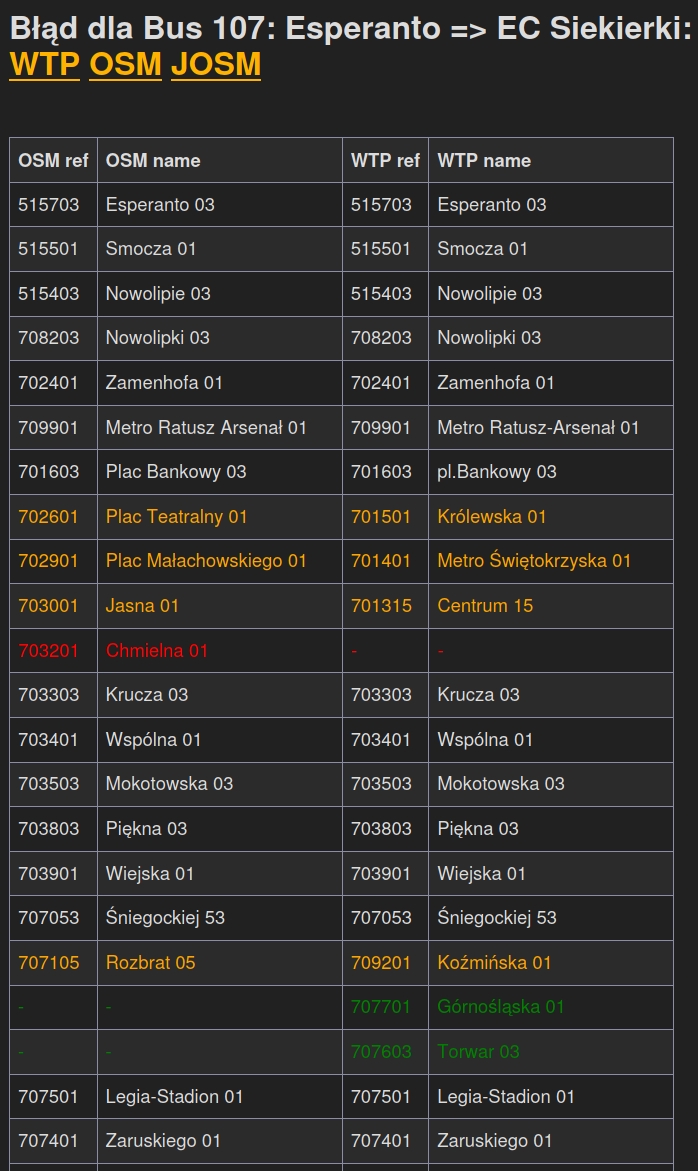 Błąd dla Bus 107: Esperanto => EC Siekierki:
WTP OSM JOSM
OSM ref OSM name WTP ref WTP name
515703 Esperanto 03 515703 Esperanto 03
515501 Smocza 01 515501 Smocza 01
515403 Nowolipie 03 515403 Nowolipie 03
708203 Nowolipki 03 708203 Nowolipki 03
702401 Zamenhofa 01 702401 Zamenhofa 01
709901 Metro Ratusz Arsenał 01 709901 Metro Ratusz-Arsenał 01
701603 Plac Bankowy 03 701603 pl.Bankowy 03
702601 Plac Teatralny 01 701501 Królewska 01
702901 Plac Małachowskiego 01 701401 Metro Świętokrzyska 01
703001 Jasna 01 701315 Centrum 15
703201 Chmielna 01 - -
703303 Krucza 03 703303 Krucza 03
703401 Wspólna 01 703401 Wspólna 01
703503 Mokotowska 03 703503 Mokotowska 03
703803 Piękna 03 703803 Piękna 03
703901 Wiejska 01 703901 Wiejska 01
707053 Śniegockiej 53 707053 Śniegockiej 53
707105 Rozbrat 05 709201 Koźmińska 01
- - 707701 Górnośląska 01
- - 707603 Torwar 03
707501 Legia-Stadion 01 707501 Legia-Stadion 01
707401 Zaruskiego 01 707401 Zaruskiego 01